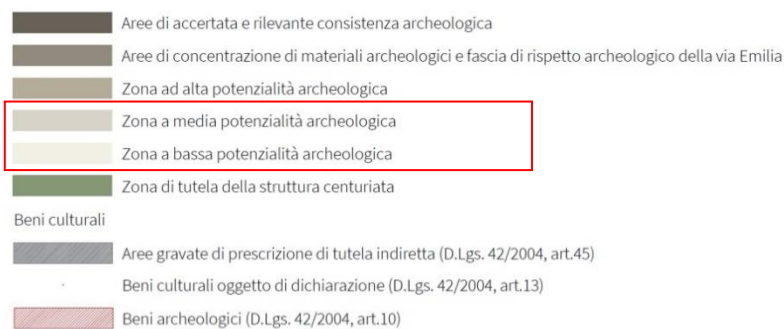 Aree di accertata e rilevante consistenza archeologica
Aree di concentrazione di materiali archeologici e fascia di rispetto archeologico della via Emilia
Zona ad alta potenzialità archeologica
Zona a media potenzialità archeologica
Zona a bassa potenzialità archeologica
Zona di tutela della struttura centuriata
Beni culturali
Aree gravate di prescrizione di tutela indiretta (D.Lgs. 42/2004, art.45)
Beni culturali oggetto di dichiarazione (D.Lgs. 42/2004, art.13)
Beni archeologici (D.Lgs. 42/2004, art.10)